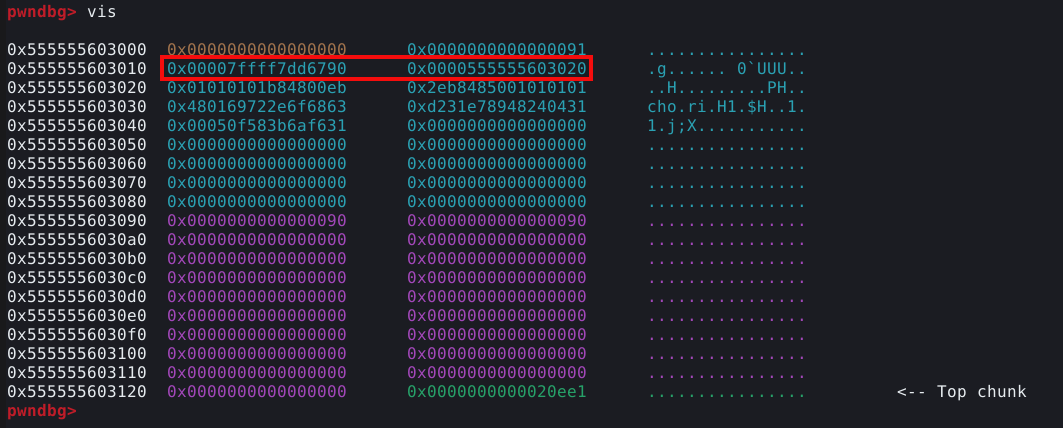 pwndbg> vis
0x555555603000 0x0000000000000000 0x0000000000000091 ................
0x555555603010 0x00007ffff7dd6790 0x0000555555603020 .g...... 0`UUU..
0x555555603020 0x01010101b84800eb 0x2eb8485001010101 ..H.........PH..
0x555555603030 0x480169722e6f6863 0xd231e78948240431 cho.ri.H1.$H..1.
0x555555603040 0x00050f583b6af631 0x0000000000000000 1.j;X...........
0x555555603050 0x0000000000000000 0x0000000000000000 ................
0x555555603060 0x0000000000000000 0x0000000000000000 ................
0x555555603070 0x0000000000000000 0x0000000000000000 ................
0x555555603080 0x0000000000000000 0x0000000000000000 ................
0x555555603090 0x0000000000000090 0x0000000000000090 ................
0x5555556030a0 0x0000000000000000 0x0000000000000000 ................
0x5555556030b0 0x0000000000000000 0x0000000000000000 ................
0x5555556030c0 0x0000000000000000 0x0000000000000000 ................
0x5555556030d0 0x0000000000000000 0x0000000000000000 ................
0x5555556030e0 0x0000000000000000 0x0000000000000000 ................
0x5555556030f0 0x0000000000000000 0x0000000000000000 ................
0x555555603100 0x0000000000000000 0x0000000000000000 ................
0x555555603110 0x0000000000000000 0x0000000000000000 ................
0x555555603120 0x0000000000000000 0x0000000000020ee1 ................ <-- Top chunk
pwndbg>